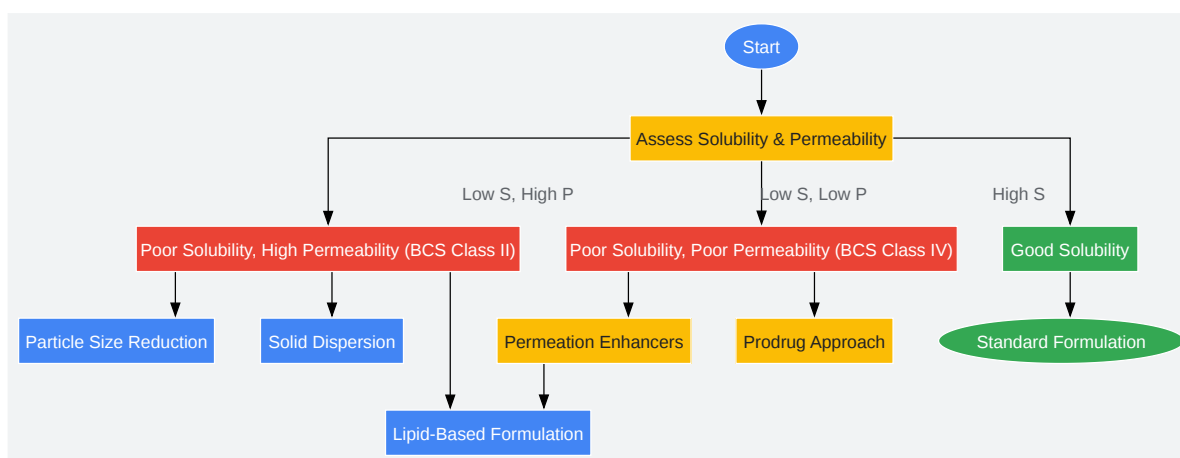 Start
Assess Solubility & Permeability
Low S, High P
Low S, Low P
High S
Poor Solubility, High Permeability (BCS Class II)
Poor Solubility, Poor Permeability (BCS Class IV)
Good Solubility
Particle Size Reduction
Solid Dispersion
Permeation Enhancers
Prodrug Approach
Standard Formulation
Lipid-Based Formulation